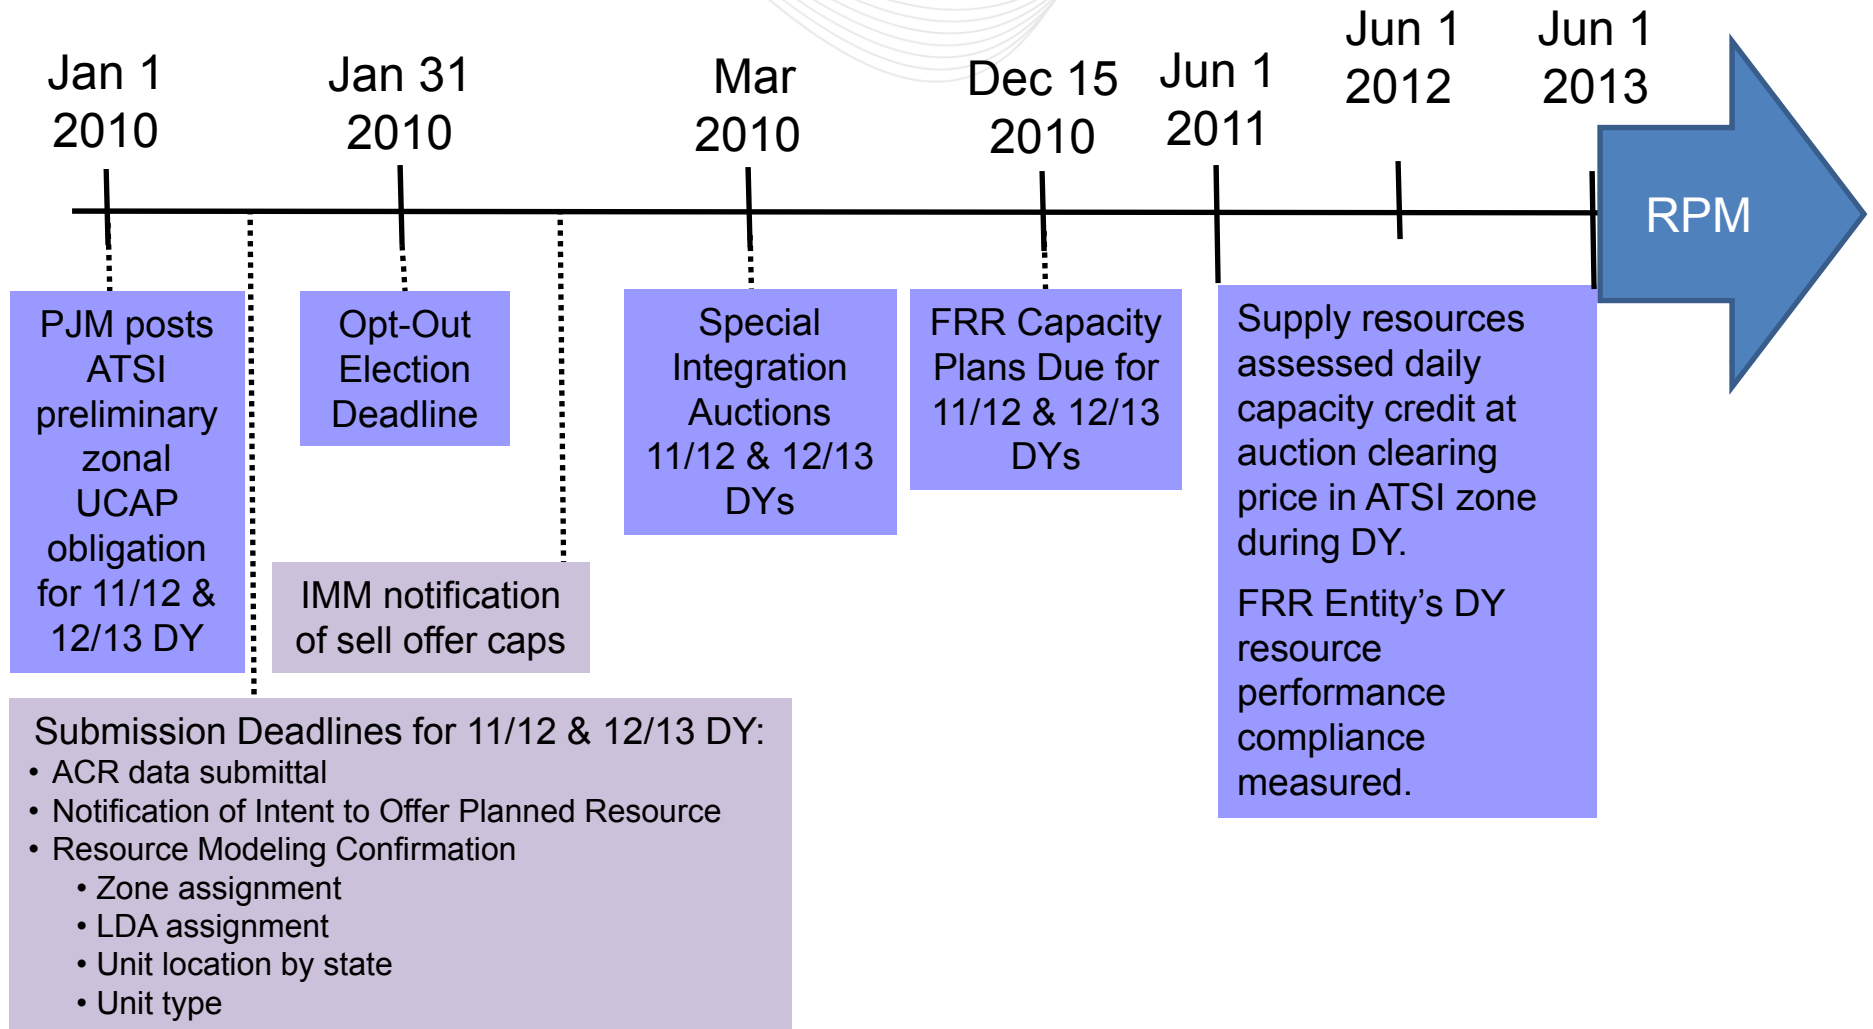 Jan 1
2010
Jan 31
2010
Mar
2010
Dec 15
2010
Jun 1
2011
Jun 1
2012
Jun 1
2013
RPM
PJM posts
ATSI
preliminary
zonal
UCAP
obligation
for 11/12 &
12/13 DY
Opt-Out
Election
Deadline
Special
Integration
Auctions
11/12 & 12/13
DYs
FRR Capacity
Plans Due for
11/12 & 12/13
DYs
Supply resources
assessed daily
capacity credit at
auction clearing
price in ATSI zone
during DY.
FRR Entity’s DY
resource
performance
compliance
measured.
IMM notification
of sell offer caps
Submission Deadlines for 11/12 & 12/13 DY:
• ACR data submittal
• Notification of Intent to Offer Planned Resource
• Resource Modeling Confirmation
• Zone assignment
• LDA assignment
• Unit location by state
• Unit type